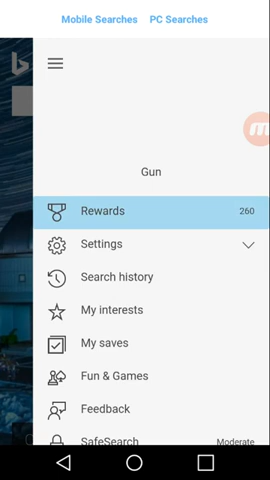 Mobile Searches PC Searches
Gun
Rewards 260
Settings
Search history
My interests
My saves
Fun & Games
Feedback
SafeSearch Moderate